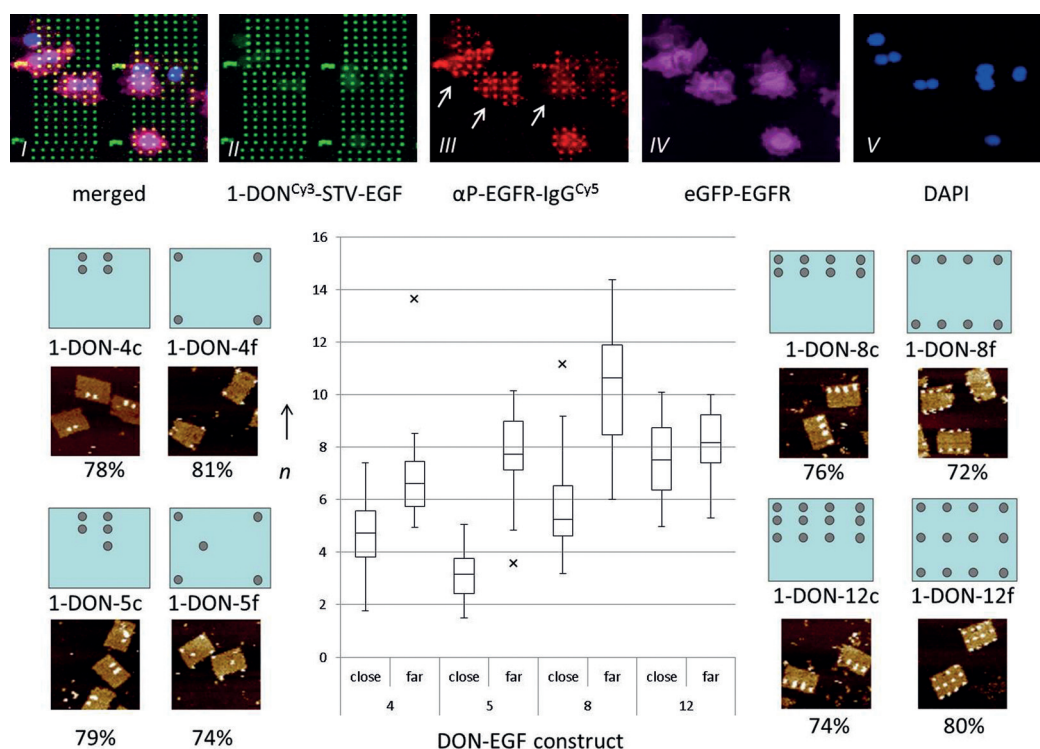 I
II
III
IV
V
merged
1-DONCy3-STV-EGF
αP-EGFR-IgGCy5
eGFP-EGFR
DAPI
1-DON-4c
1-DON-4f
78%
81%
1-DON-5c
1-DON-5f
79%
74%
n
16
14
12
10
8
6
4
2
0
close
far
close
far
close
far
close
far
4
5
8
12
DON-EGF construct
1-DON-8c
1-DON-8f
76%
72%
1-DON-12c
1-DON-12f
74%
80%